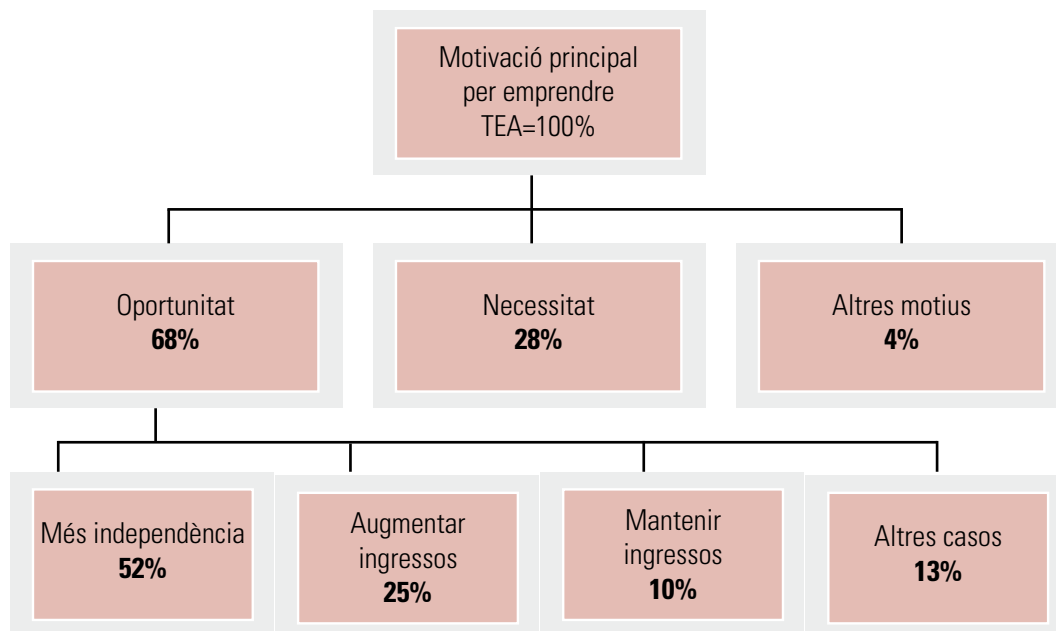 Motivació principal
per emprendre
TEA=100%
Oportunitat
68%
Necessitat
28%
Altres motius
4%
Més independència
52%
Augmentar
ingressos
25%
Mantenir
ingressos
10%
Altres casos
13%